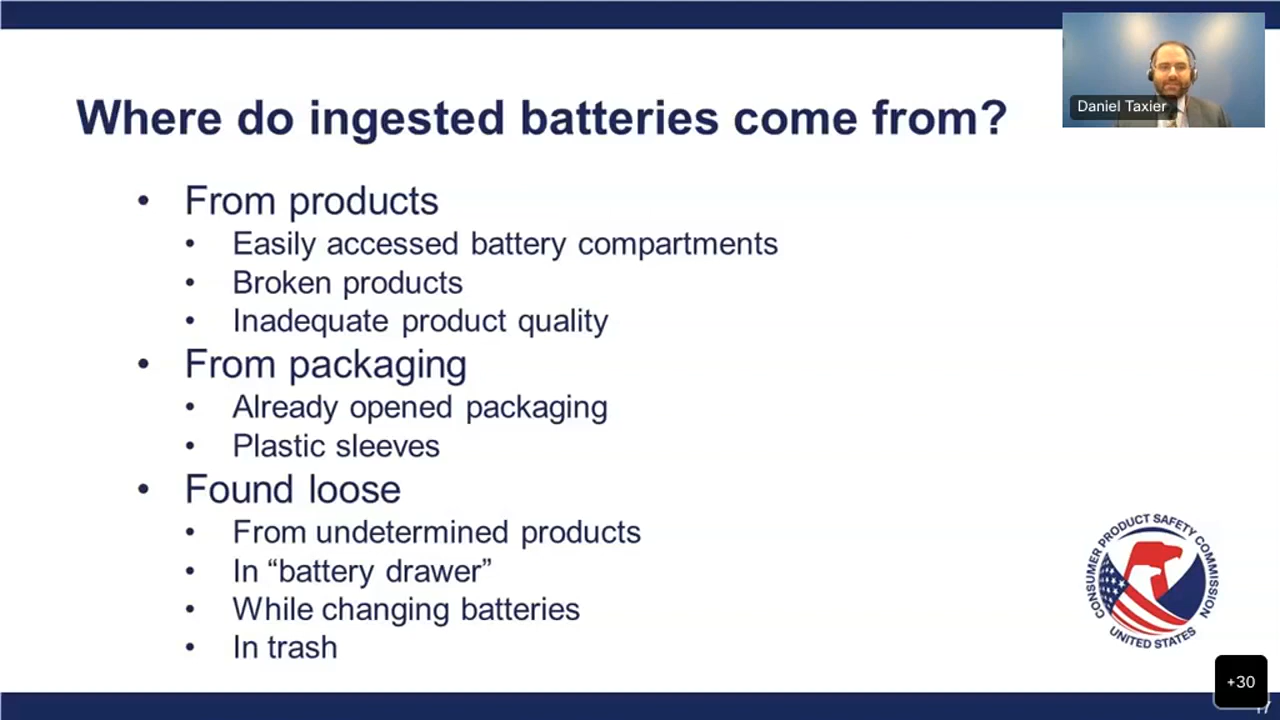 Where do ingested batteries come from?
Daniel Taxier
• From products
• Easily accessed battery compartments
• Broken products
• Inadequate product quality
• From packaging
• Already opened packaging
• Plastic sleeves
• Found loose
• From undetermined products
• In “battery drawer”
• While changing batteries
• In trash
CONSUMER PRODUCT SAFETY COMMISSION
UNITED STATES
+30
17